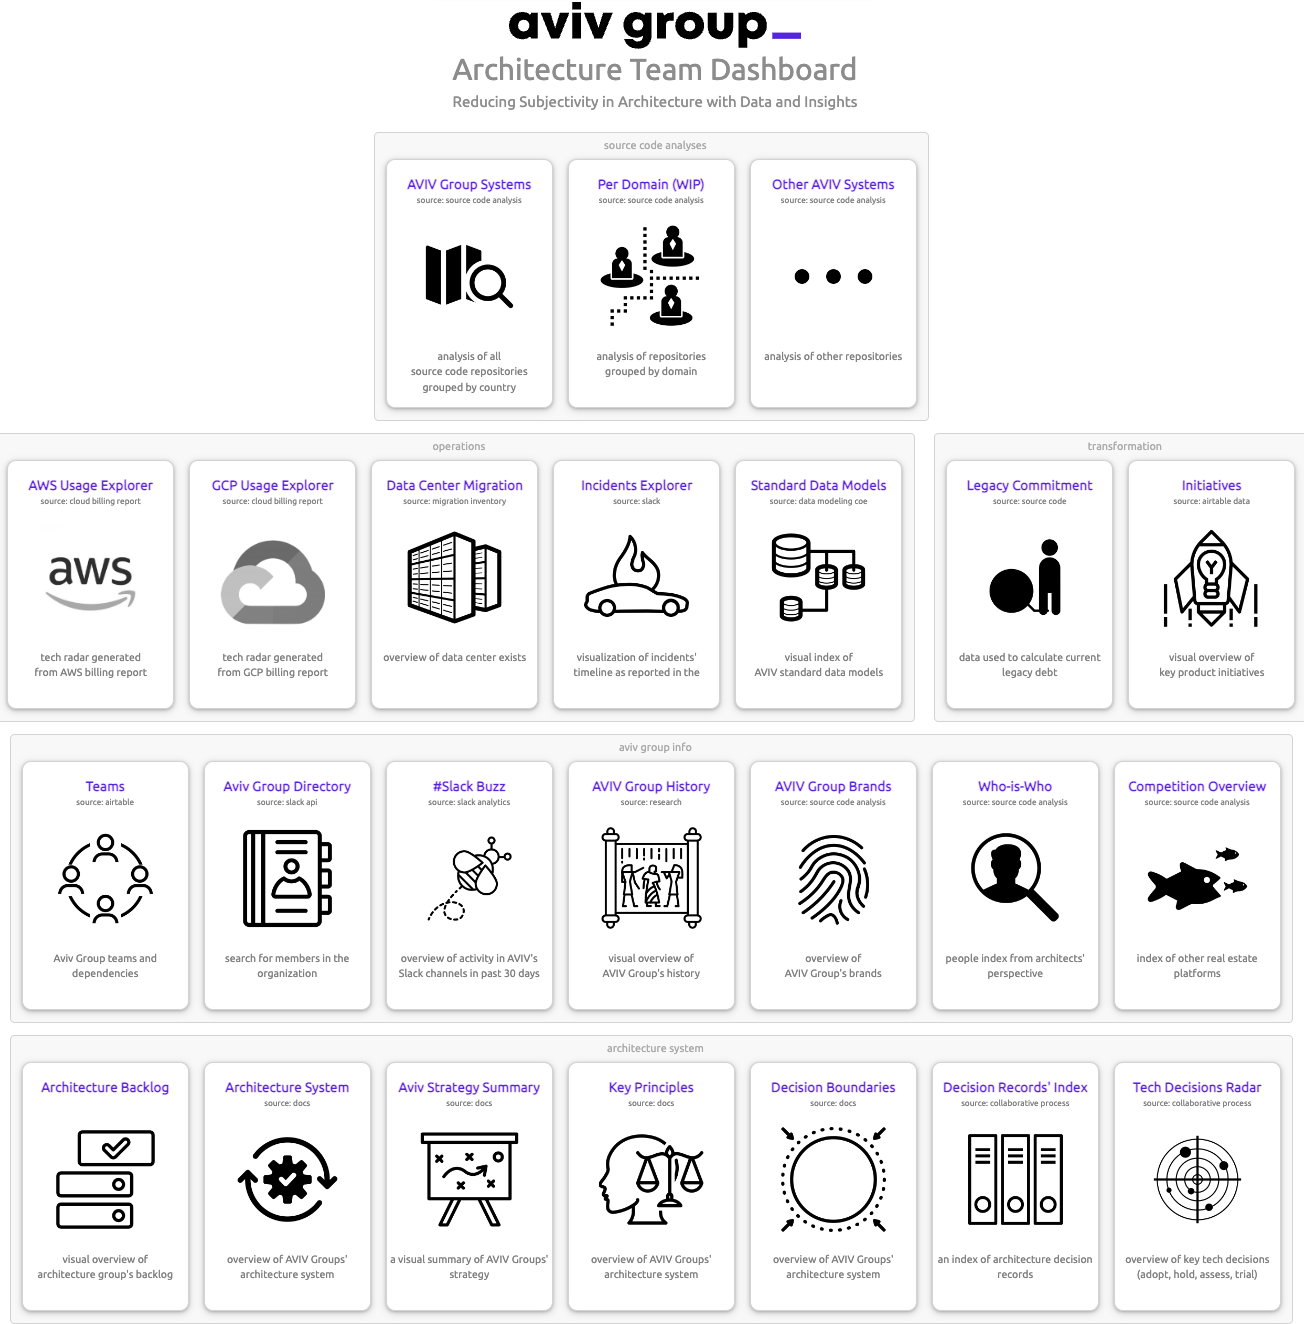 aviv group_
Architecture Team Dashboard
Reducing Subjectivity in Architecture with Data and Insights
source code analyses
AVIV Group Systems
source: source code analysis
analysis of all
source code repositories
grouped by country
Per Domain (WIP)
source: source code analysis
analysis of repositories
grouped by domain
Other AVIV Systems
source: source code analysis
analysis of other repositories
operations
AWS Usage Explorer
source: cloud billing report
aws
tech radar generated
from AWS billing report
GCP Usage Explorer
source: cloud billing report
tech radar generated
from GCP billing report
Data Center Migration
source: migration inventory
overview of data center exists
Incidents Explorer
source: slack
visualization of incidents'
timeline as reported in the
Standard Data Models
source: data modeling coe
visual index of
AVIV standard data models
transformation
Legacy Commitment
source: source code
data used to calculate current
legacy debt
Initiatives
source: airtable data
visual overview of
key product initiatives
aviv group info
Teams
source: airtable
Aviv Group teams and
dependencies
Aviv Group Directory
source: slack api
search for members in the
organization
#Slack Buzz
source: slack analytics
overview of activity in AVIV's
Slack channels in past 30 days
AVIV Group History
source: research
visual overview of
AVIV Group's history
AVIV Group Brands
source: source code analysis
overview of
AVIV Group's brands
Who-is-Who
source: source code analysis
people index from architects'
perspective
Competition Overview
source: source code analysis
index of other real estate
platforms
architecture system
Architecture Backlog
visual overview of
architecture group's backlog
Architecture System
source: docs
overview of AVIV Groups'
architecture system
Aviv Strategy Summary
source: docs
a visual summary of AVIV Groups'
strategy
Key Principles
source: docs
overview of AVIV Groups'
architecture system
Decision Boundaries
source: docs
overview of AVIV Groups'
architecture system
Decision Records' Index
source: collaborative process
an index of architecture decision
records
Tech Decisions Radar
source: collaborative process
overview of key tech decisions
(adopt, hold, assess, trial)